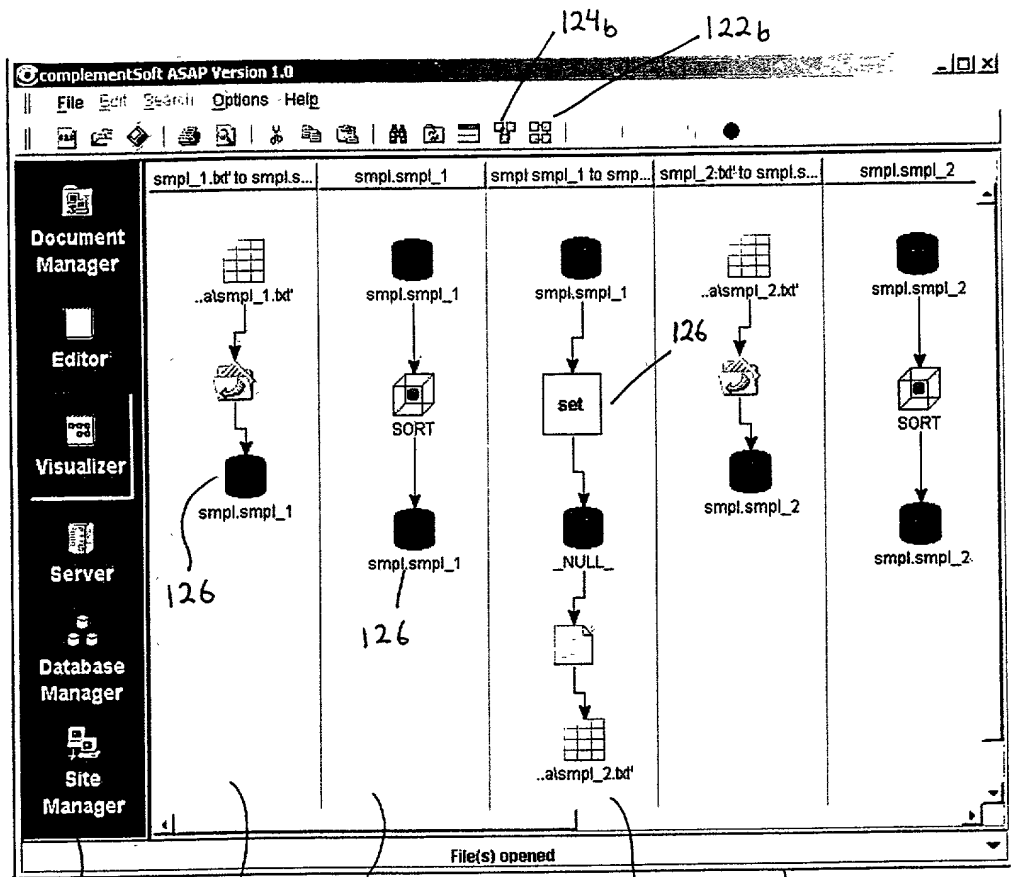 124b
122b
complementSoft ASAP Version 1.0
File Edit Search Options Help
smpl_1.txt' to smpl.s...
smpl.smpl_1
smpl smpl_1 to smp...
smpl_2.txt' to smpl.s...
smpl.smpl_2
Document
Manager
Editor
Visualizer
Server
Database
Manager
Site
Manager
..a\smpl_1.txt'
smpl.smpl_1
126
smpl.smpl_1
SORT
smpl.smpl_1
126
smpl.smpl_1
set
126
_NULL_
..a\smpl_2.txt'
..a\smpl_2.txt'
smpl.smpl_2
smpl.smpl_2
SORT
smpl.smpl_2
File(s) opened